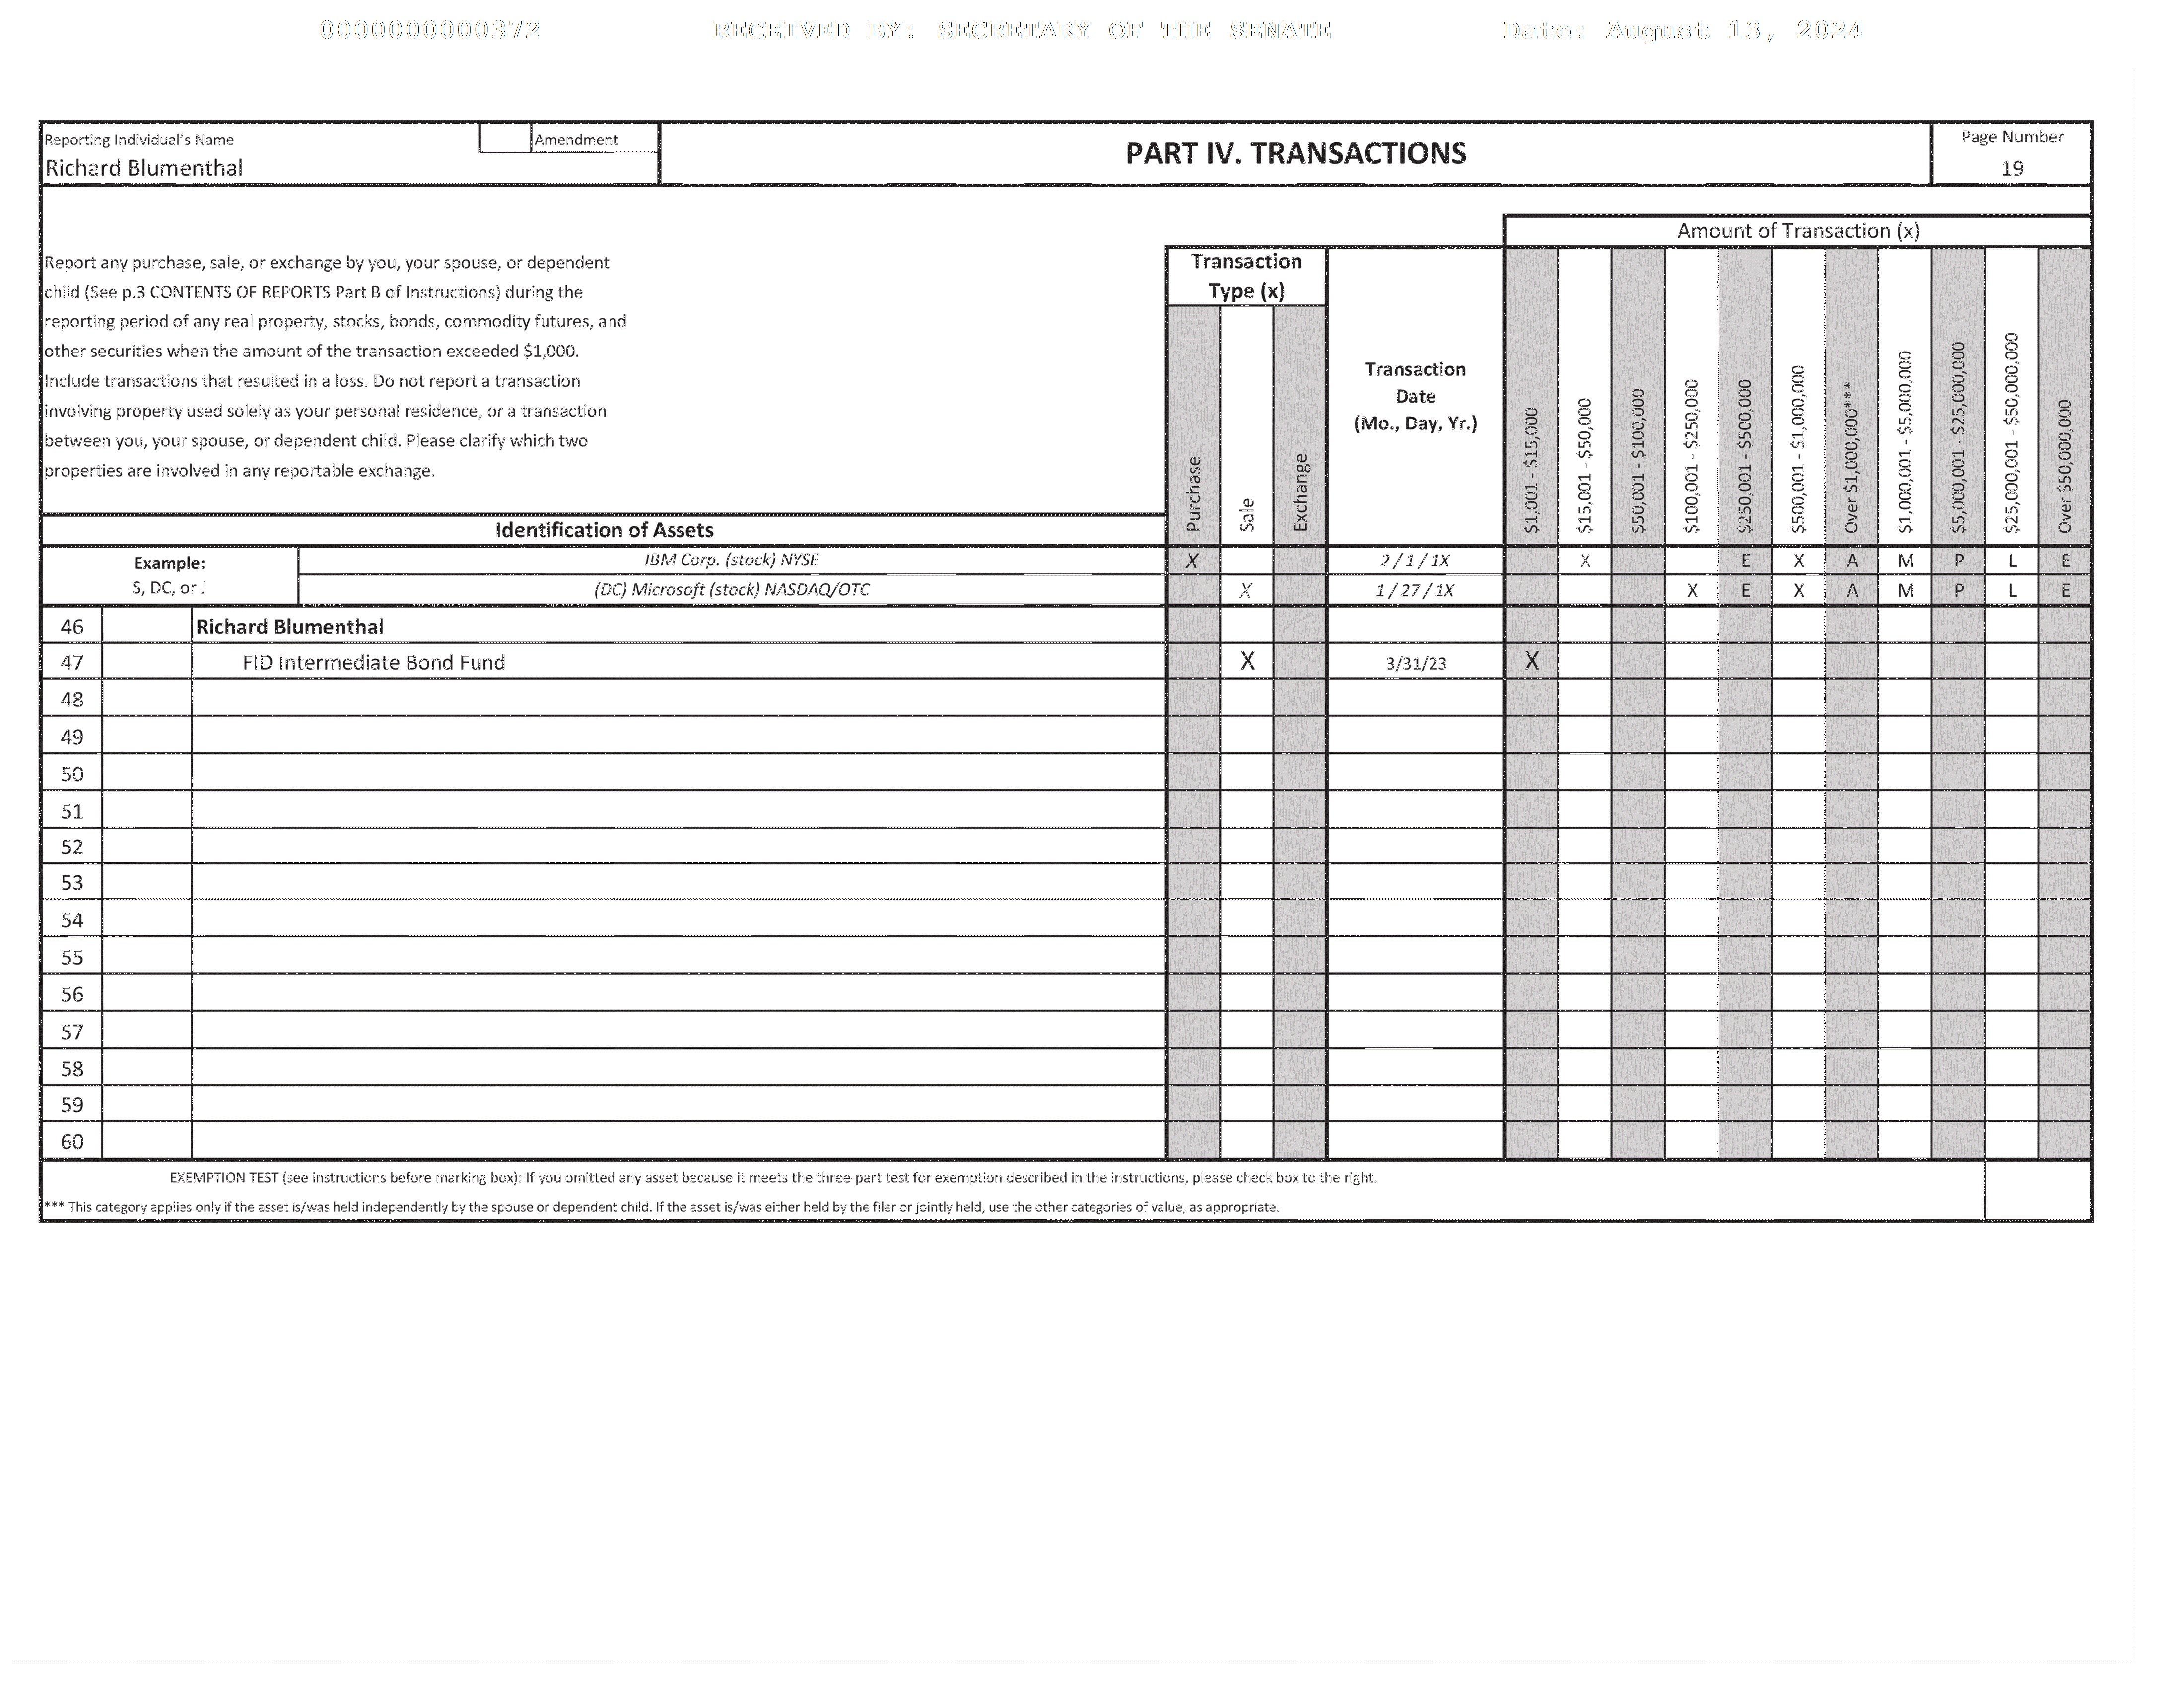 0000000000372 RECEIVED BY: SECRETARY OF THE SENATE Date: August 13, 2024
Reporting Individual's Name Amendment
Richard Blumenthal
PART IV. TRANSACTIONS
Page Number
19
Amount of Transaction (x)
Report any purchase, sale, or exchange by you, your spouse, or dependent
child (See p.3 CONTENTS OF REPORTS Part B of Instructions) during the
reporting period of any real property, stocks, bonds, commodity futures, and
other securities when the amount of the transaction exceeded $1,000.
Include transactions that resulted in a loss. Do not report a transaction
involving property used solely as your personal residence, or a transaction
between you, your spouse, or dependent child. Please clarify which two
properties are involved in any reportable exchange.
Transaction
Type (x)
Purchase
Sale
Exchange
Transaction
Date
(Mo., Day, Yr.)
$1,001 - $15,000
$15,001 - $50,000
$50,001 - $100,000
$100,001 - $250,000
$250,001 - $500,000
$500,001 - $1,000,000
Over $1,000,000***
$1,000,001 - $5,000,000
$5,000,001 - $25,000,000
$25,000,001 - $50,000,000
Over $50,000,000
Identification of Assets
Example:
S, DC, or J
IBM Corp. (stock) NYSE X 2 / 1 / 1X X E X A M P L E
(DC) Microsoft (stock) NASDAQ/OTC X 1 / 27 / 1X X E X A M P L E
46 Richard Blumenthal
47 FID Intermediate Bond Fund X 3/31/23 X
48
49
50
51
52
53
54
55
56
57
58
59
60
EXEMPTION TEST (see instructions before marking box): If you omitted any asset because it meets the three-part test for exemption described in the instructions, please check box to the right.
*** This category applies only if the asset is/was held independently by the spouse or dependent child. If the asset is/was either held by the filer or jointly held, use the other categories of value, as appropriate.